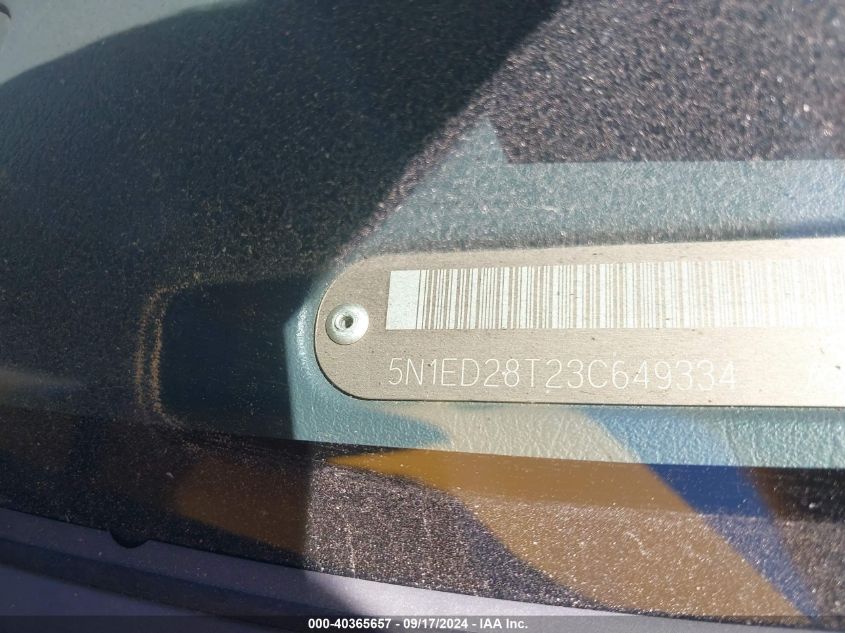 5N1ED28T23C649334
000-40365657 - 09/17/2024 - IAA Inc.